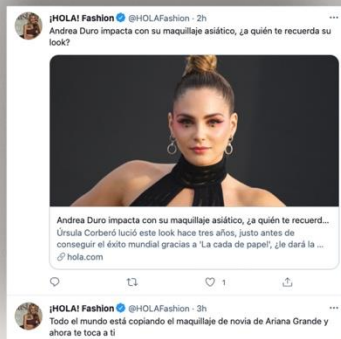 ¡HOLA! Fashion @HOLAFashion · 2h
Andrea Duro impacta con su maquillaje asiático, ¿a quién te recuerda su
look?
Andrea Duro impacta con su maquillaje asiático, ¿a quién te recuerd...
Úrsula Corberó lució este look hace tres años, justo antes de
conseguir el éxito mundial gracias a 'La cada de papel', ¿le dará la ...
hola.com
1
¡HOLA! Fashion @HOLAFashion · 3h
Todo el mundo está copiando el maquillaje de novia de Ariana Grande y
ahora te toca a ti